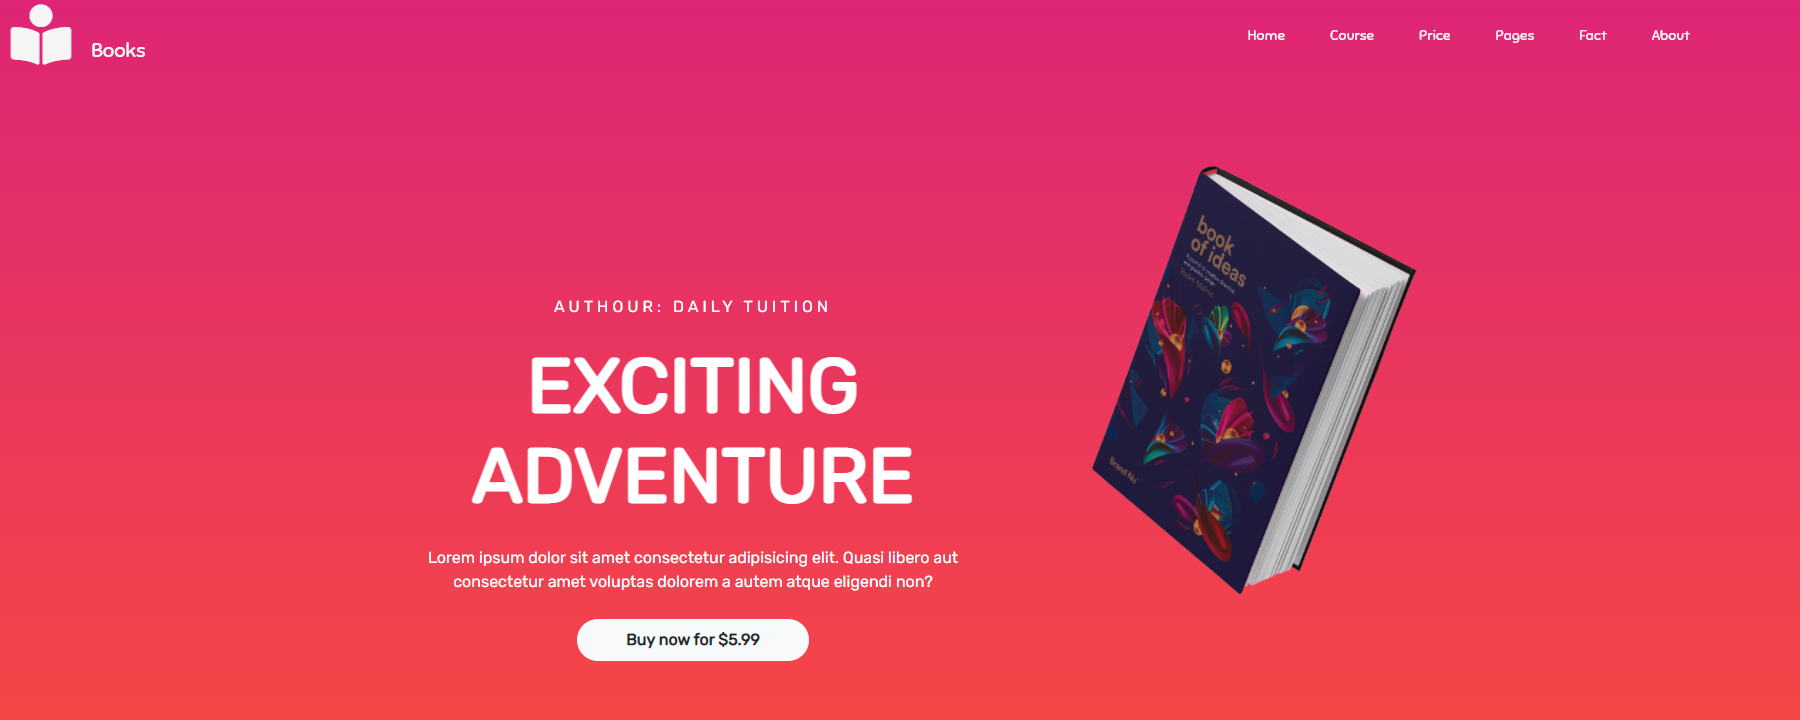 Books
Home Course Price Pages Fact About
AUTHOUR: DAILY TUITION
EXCITING
ADVENTURE
Lorem ipsum dolor sit amet consectetur adipisicing elit. Quasi libero aut
consectetur amet voluptas dolorem a autem atque eligendi non?
Buy now for $5.99
book
of ideas
Brand Nu